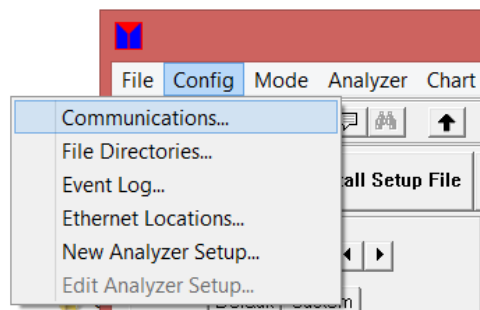 File Config Mode Analyzer Chart
Communications...
File Directories...
Event Log...
Setup File
Ethernet Locations...
New Analyzer Setup...
Edit Analyzer Setup...